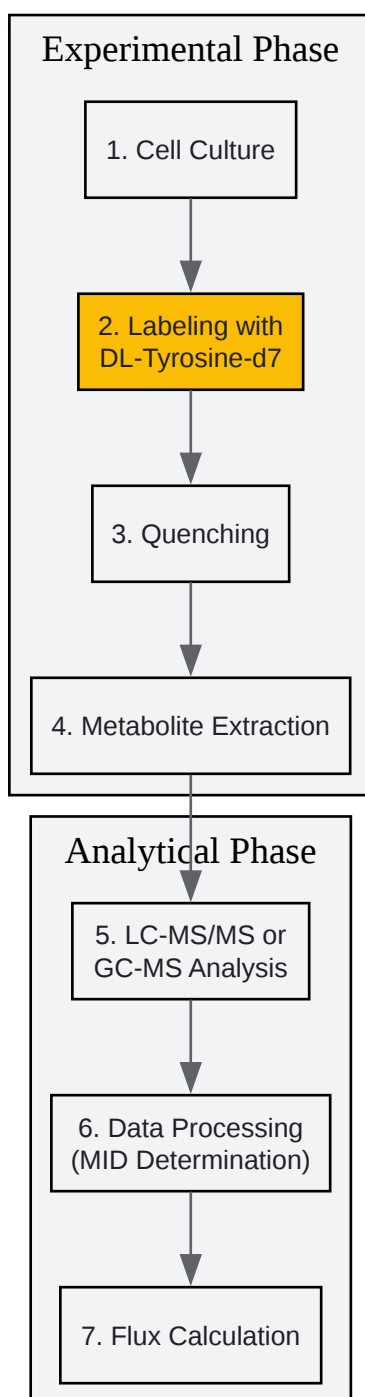 Experimental Phase
1. Cell Culture
2. Labeling with
DL-Tyrosine-d7
3. Quenching
4. Metabolite Extraction
Analytical Phase
5. LC-MS/MS or
GC-MS Analysis
6. Data Processing
(MID Determination)
7. Flux Calculation